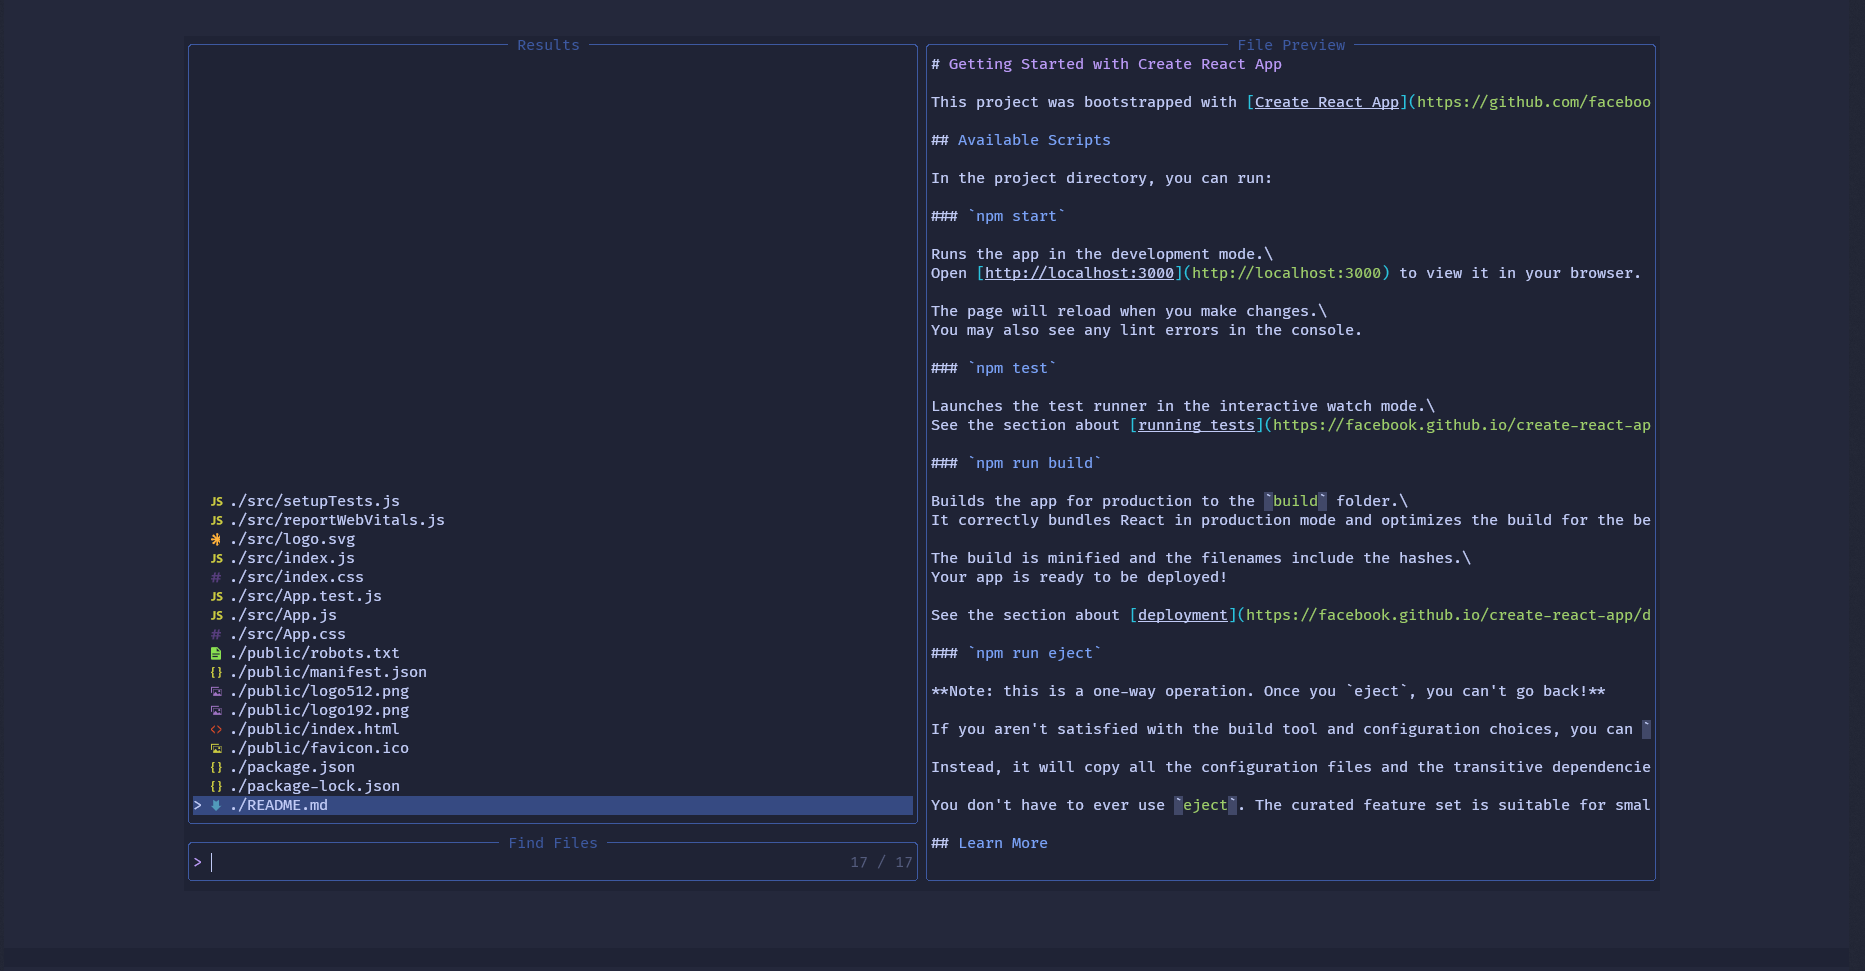 Results
JS ./src/setupTests.js
JS ./src/reportWebVitals.js
./src/logo.svg
JS ./src/index.js
# ./src/index.css
JS ./src/App.test.js
JS ./src/App.js
# ./src/App.css
./public/robots.txt
{} ./public/manifest.json
./public/logo512.png
./public/logo192.png
<> ./public/index.html
./public/favicon.ico
{} ./package.json
{} ./package-lock.json
> ./README.md
Find Files
> 17 / 17
File Preview
# Getting Started with Create React App
This project was bootstrapped with [Create React App](https://github.com/faceboo
## Available Scripts
In the project directory, you can run:
### `npm start`
Runs the app in the development mode.\
Open [http://localhost:3000](http://localhost:3000) to view it in your browser.
The page will reload when you make changes.\
You may also see any lint errors in the console.
### `npm test`
Launches the test runner in the interactive watch mode.\
See the section about [running tests](https://facebook.github.io/create-react-ap
### `npm run build`
Builds the app for production to the `build` folder.\
It correctly bundles React in production mode and optimizes the build for the be
The build is minified and the filenames include the hashes.\
Your app is ready to be deployed!
See the section about [deployment](https://facebook.github.io/create-react-app/d
### `npm run eject`
**Note: this is a one-way operation. Once you `eject`, you can't go back!**
If you aren't satisfied with the build tool and configuration choices, you can `
Instead, it will copy all the configuration files and the transitive dependencie
You don't have to ever use `eject`. The curated feature set is suitable for smal
## Learn More